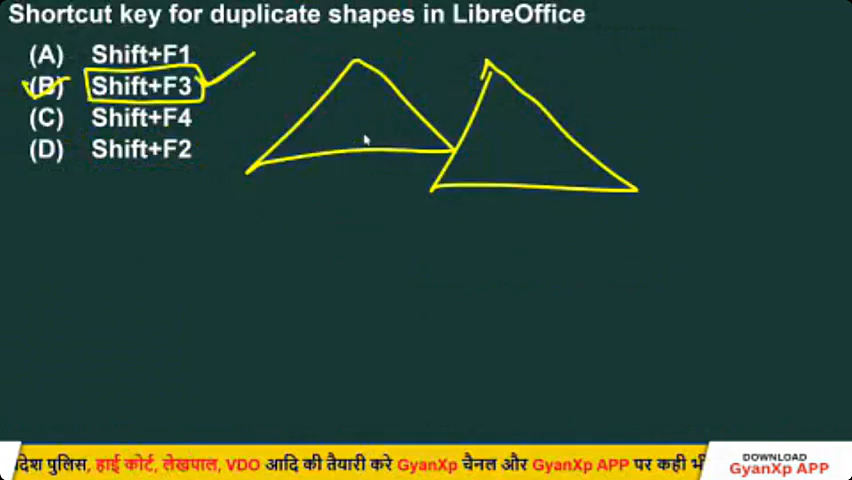 Shortcut key for duplicate shapes in LibreOffice
(A) Shift+F1
(B) Shift+F3
(C) Shift+F4
(D) Shift+F2
देश पुलिस, हाई कोर्ट, लेखपाल, VDO आदि की तैयारी करे GyanXp चैनल और GyanXp APP पर कही भी
DOWNLOAD
GyanXp APP